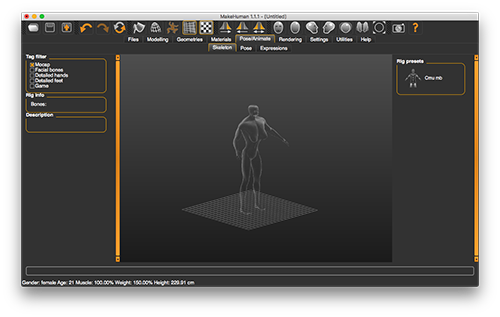 MakeHuman 1.1.1 - [Untitled]
Files Modelling Geometries Materials Pose/Animate Rendering Settings Utilities Help
Skeleton Pose Expressions
Tag filter
Mocap
Facial bones
Detailed hands
Detailed feet
Game
Rig info
Bones:
Description
Rig presets
Cmu mb
Gender: female Age: 21 Muscle: 100.00% Weight: 150.00% Height: 229.91 cm